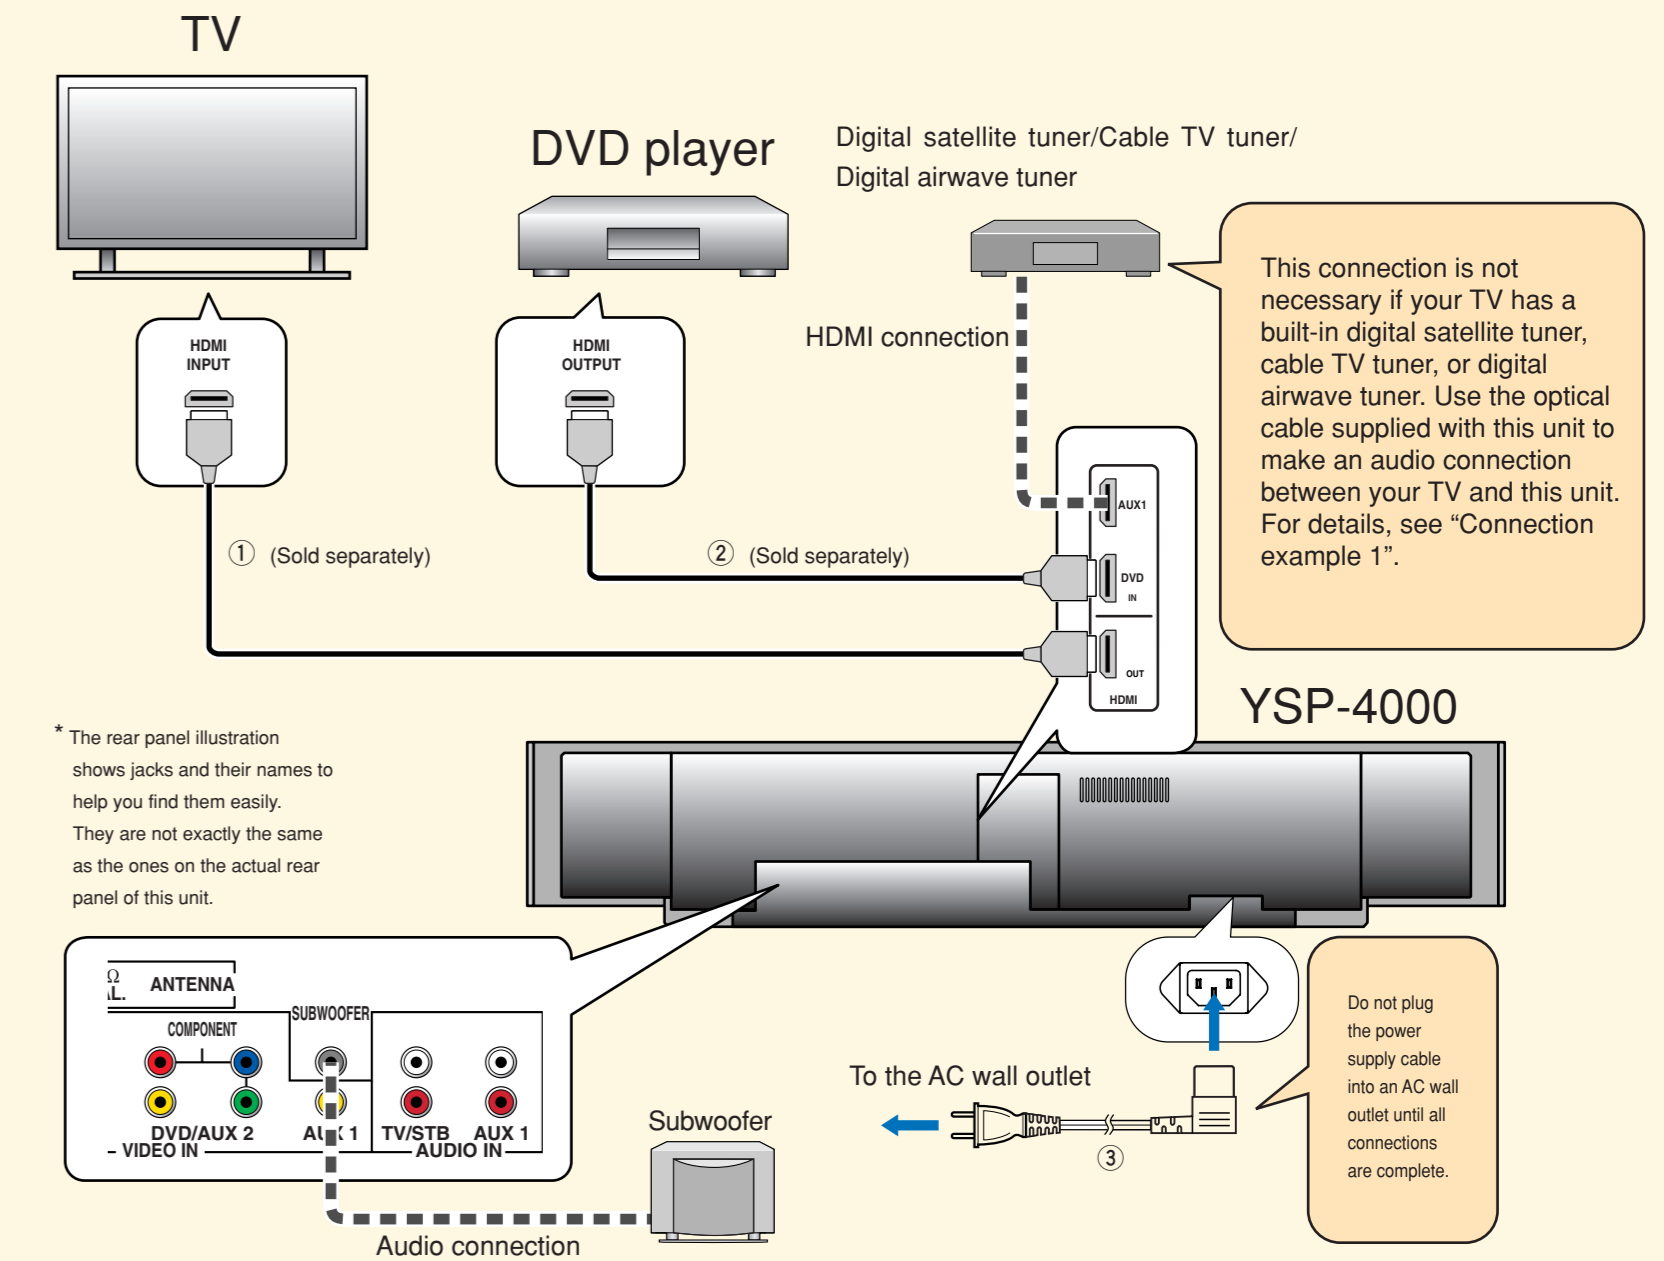 TV
DVD player
Digital satellite tuner/Cable TV tuner/
Digital airwave tuner
HDMI
INPUT
HDMI
OUTPUT
HDMI connection
This connection is not
necessary if your TV has a
built-in digital satellite tuner,
cable TV tuner, or digital
airwave tuner. Use the optical
cable supplied with this unit to
make an audio connection
between your TV and this unit.
For details, see “Connection
example 1”.
① (Sold separately)
② (Sold separately)
AUX1
DVD
IN
OUT
HDMI
YSP-4000
* The rear panel illustration
shows jacks and their names to
help you find them easily.
They are not exactly the same
as the ones on the actual rear
panel of this unit.
Ω
AL. ANTENNA
COMPONENT
SUBWOOFER
DVD/AUX 2 AUX 1 TV/STB AUX 1
VIDEO IN AUDIO IN
Subwoofer
Audio connection
To the AC wall outlet
③
Do not plug
the power
supply cable
into an AC wall
outlet until all
connections
are complete.